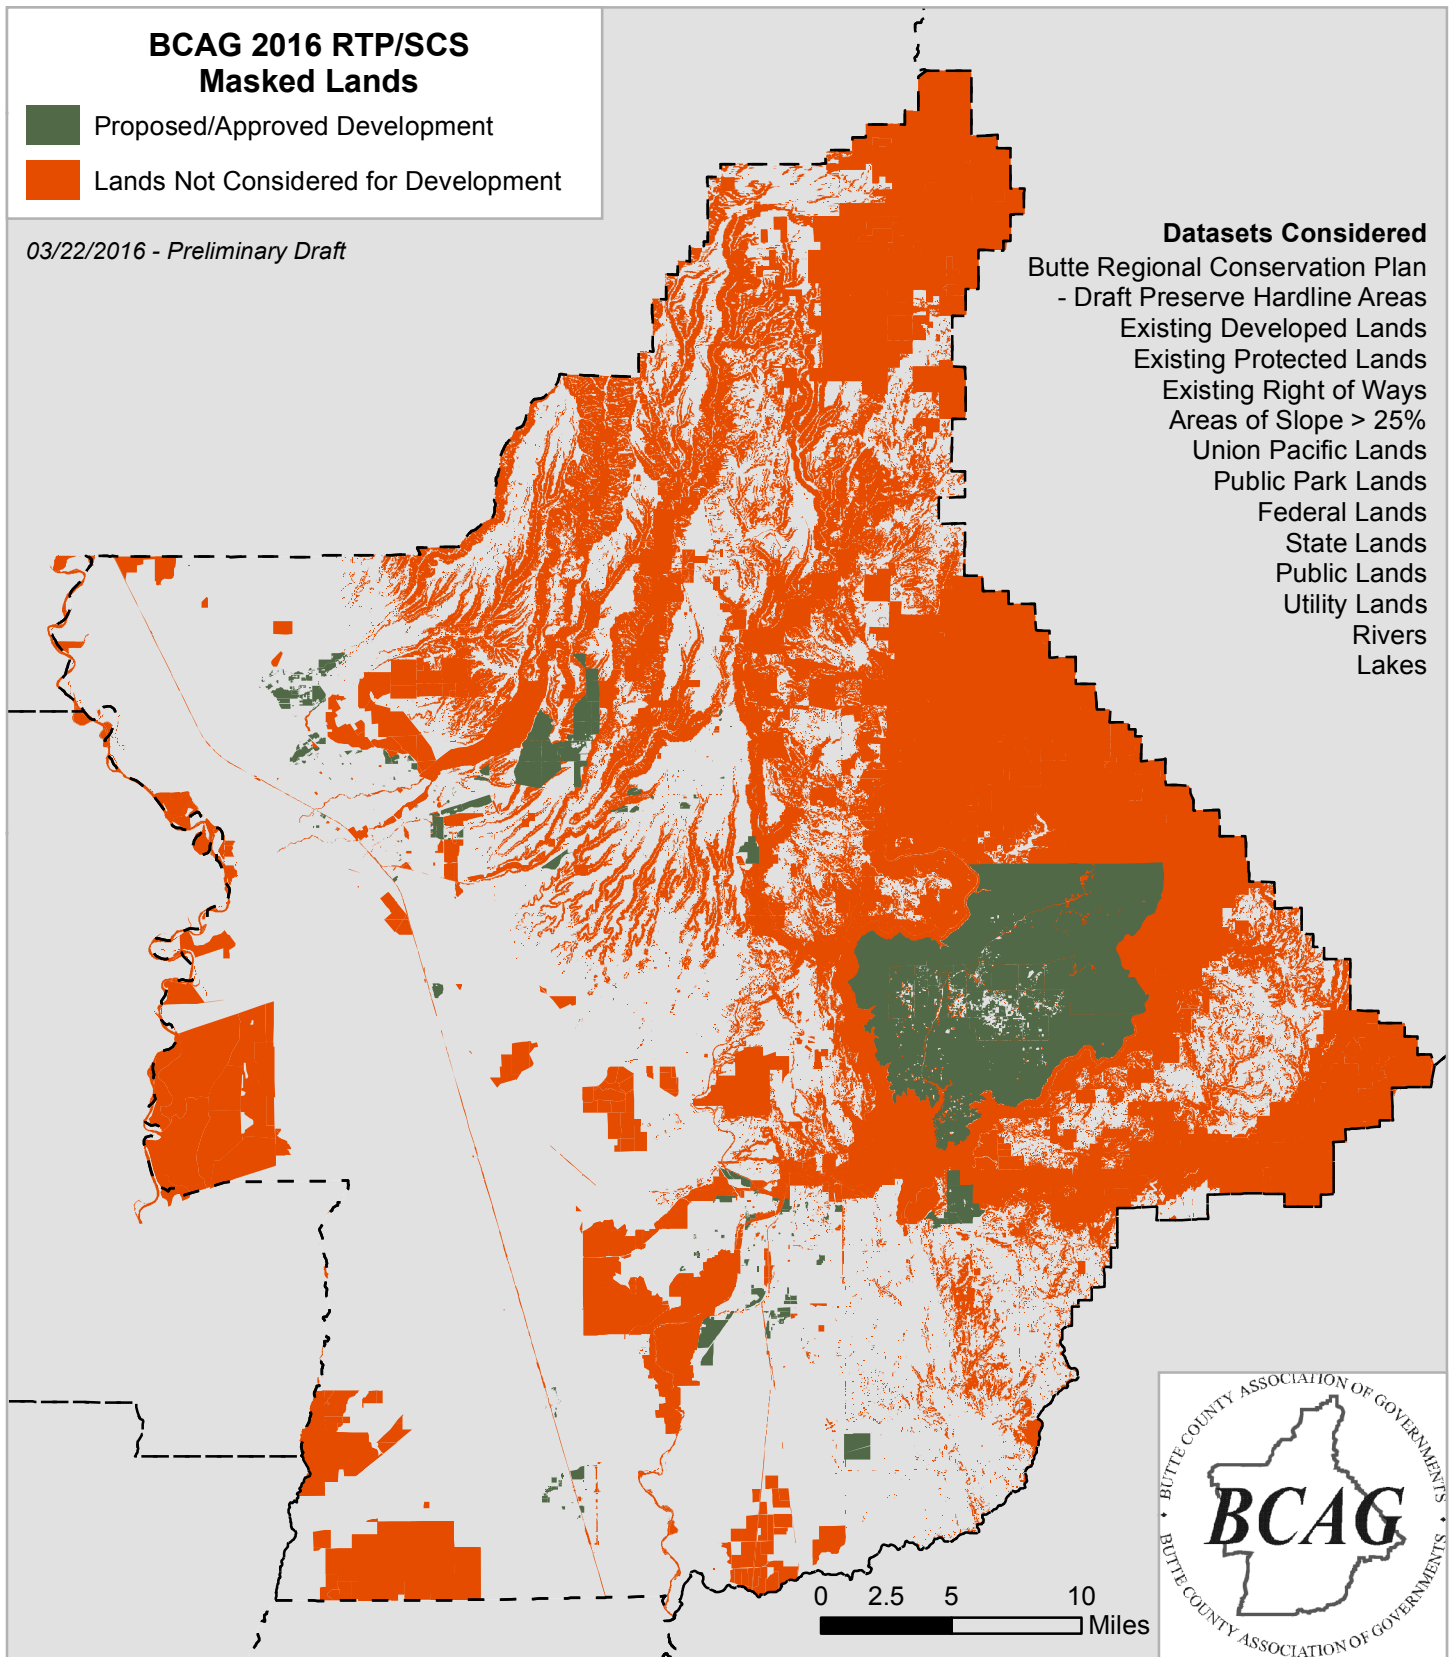 BCAG 2016 RTP/SCS
Masked Lands
Proposed/Approved Development
Lands Not Considered for Development
03/22/2016 - Preliminary Draft
Datasets Considered
Butte Regional Conservation Plan
- Draft Preserve Hardline Areas
Existing Developed Lands
Existing Protected Lands
Existing Right of Ways
Areas of Slope > 25%
Union Pacific Lands
Public Park Lands
Federal Lands
State Lands
Public Lands
Utility Lands
Rivers
Lakes
0 2.5 5 10
Miles
BUTTE COUNTY ASSOCIATION OF GOVERNMENTS
BCAG
BUTTE COUNTY ASSOCIATION OF GOVERNMENTS